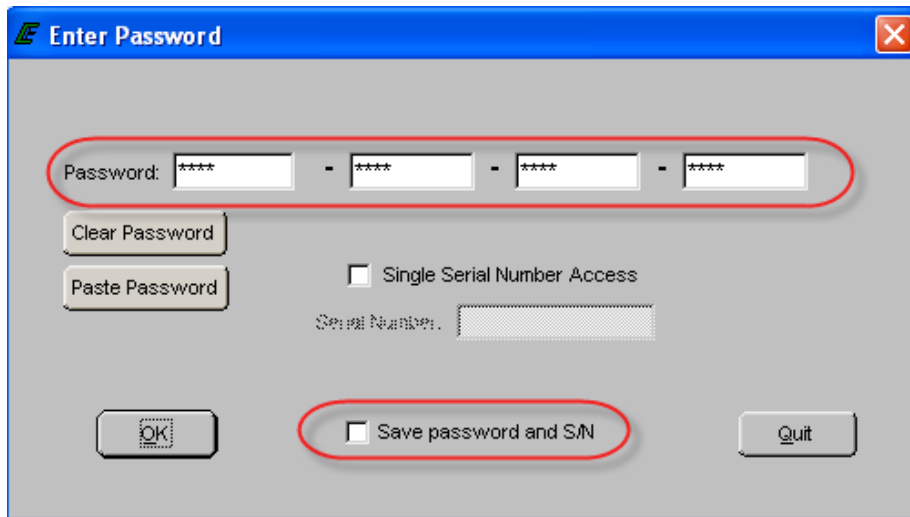 Enter Password
Password: **** - **** - **** - ****
Clear Password
Paste Password
Single Serial Number Access
Serial Number:
OK
Save password and S/N
Quit